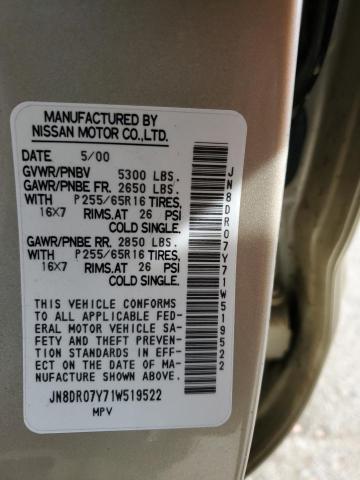 MANUFACTURED BY
NISSAN MOTOR CO.,LTD.
DATE 5/00
GVWR/PNBV 5300 LBS.
GAWR/PNBE FR. 2650 LBS.
WITH P255/65R16 TIRES,
16X7 RIMS.AT 26 PSI
COLD SINGLE.
GAWR/PNBE RR. 2850 LBS.
WITH P255/65R16 TIRES,
16X7 RIMS.AT 26 PSI
COLD SINGLE.
THIS VEHICLE CONFORMS
TO ALL APPLICABLE FED-
ERAL MOTOR VEHICLE SA-
FETY AND THEFT PREVEN-
TION STANDARDS IN EFF-
ECT ON THE DATE OF MA-
NUFACTURE SHOWN ABOVE.
JN8DR07Y71W519522
MPV
JN8DR07Y71W519522